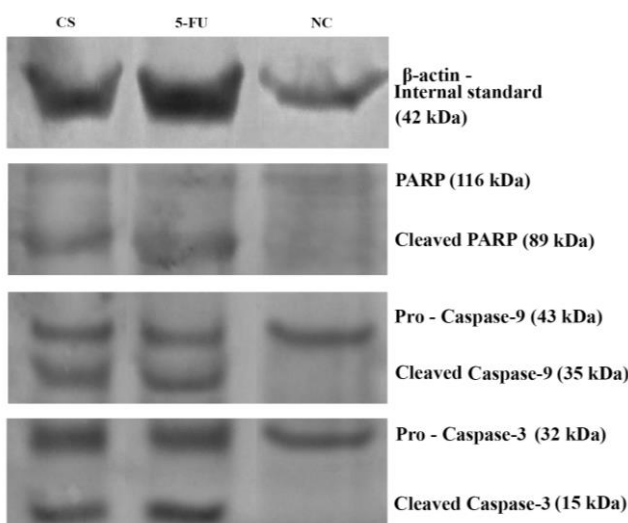 CS 5-FU NC
β-actin -
Internal standard
(42 kDa)
PARP (116 kDa)
Cleaved PARP (89 kDa)
Pro - Caspase-9 (43 kDa)
Cleaved Caspase-9 (35 kDa)
Pro - Caspase-3 (32 kDa)
Cleaved Caspase-3 (15 kDa)